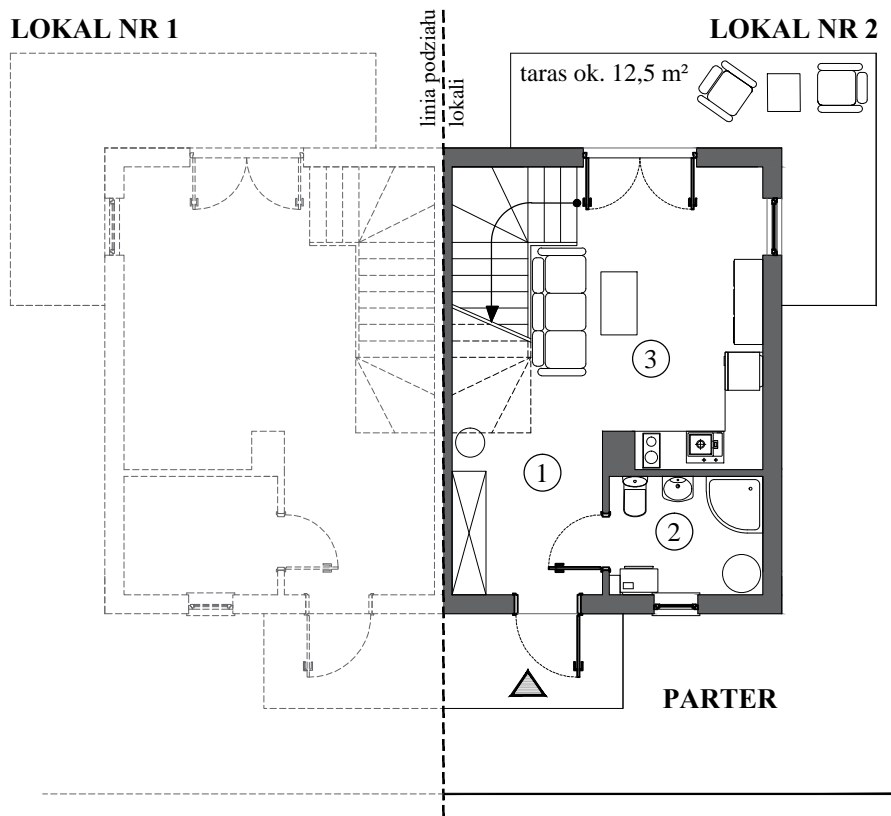 LOKAL NR 1
LOKAL NR 2
linia podziału
lokali
taras ok. 12,5 m²
3
1
2
PARTER